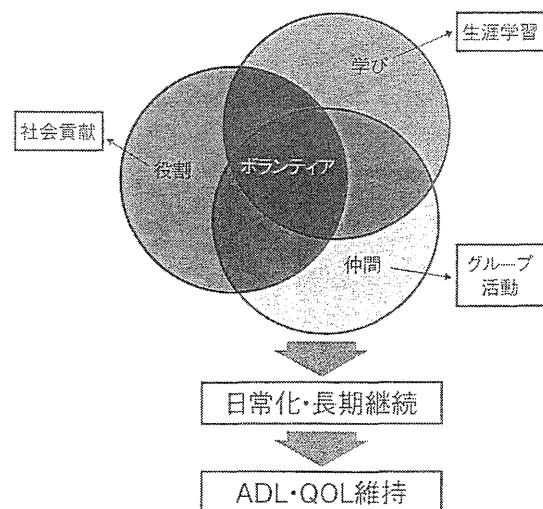 生涯学習
学び
社会貢献
役割
ボランティア
仲間
グループ
活動
日常化・長期継続
ADL・QOL維持